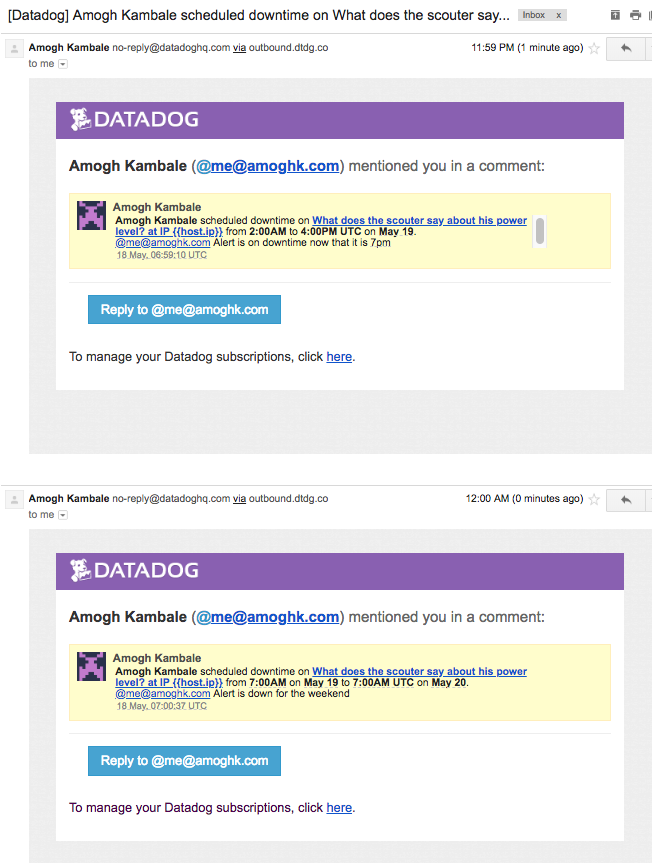 [Datadog] Amogh Kambale scheduled downtime on What does the scouter say... Inbox x
Amogh Kambale no-reply@datadoghq.com via outbound.dtdg.co 11:59 PM (1 minute ago)
to me
DATADOG
Amogh Kambale (@me@amoghk.com) mentioned you in a comment:
Amogh Kambale
Amogh Kambale scheduled downtime on What does the scouter say about his power
level? at IP {{host.ip}} from 2:00AM to 4:00PM UTC on May 19.
@me@amoghk.com Alert is on downtime now that it is 7pm
18 May, 06:59:10 UTC
Reply to @me@amoghk.com
To manage your Datadog subscriptions, click here.
Amogh Kambale no-reply@datadoghq.com via outbound.dtdg.co 12:00 AM (0 minutes ago)
to me
DATADOG
Amogh Kambale (@me@amoghk.com) mentioned you in a comment:
Amogh Kambale
Amogh Kambale scheduled downtime on What does the scouter say about his power
level? at IP {{host.ip}} from 7:00AM on May 19 to 7:00AM UTC on May 20.
@me@amoghk.com Alert is down for the weekend
18 May, 07:00:37 UTC
Reply to @me@amoghk.com
To manage your Datadog subscriptions, click here.